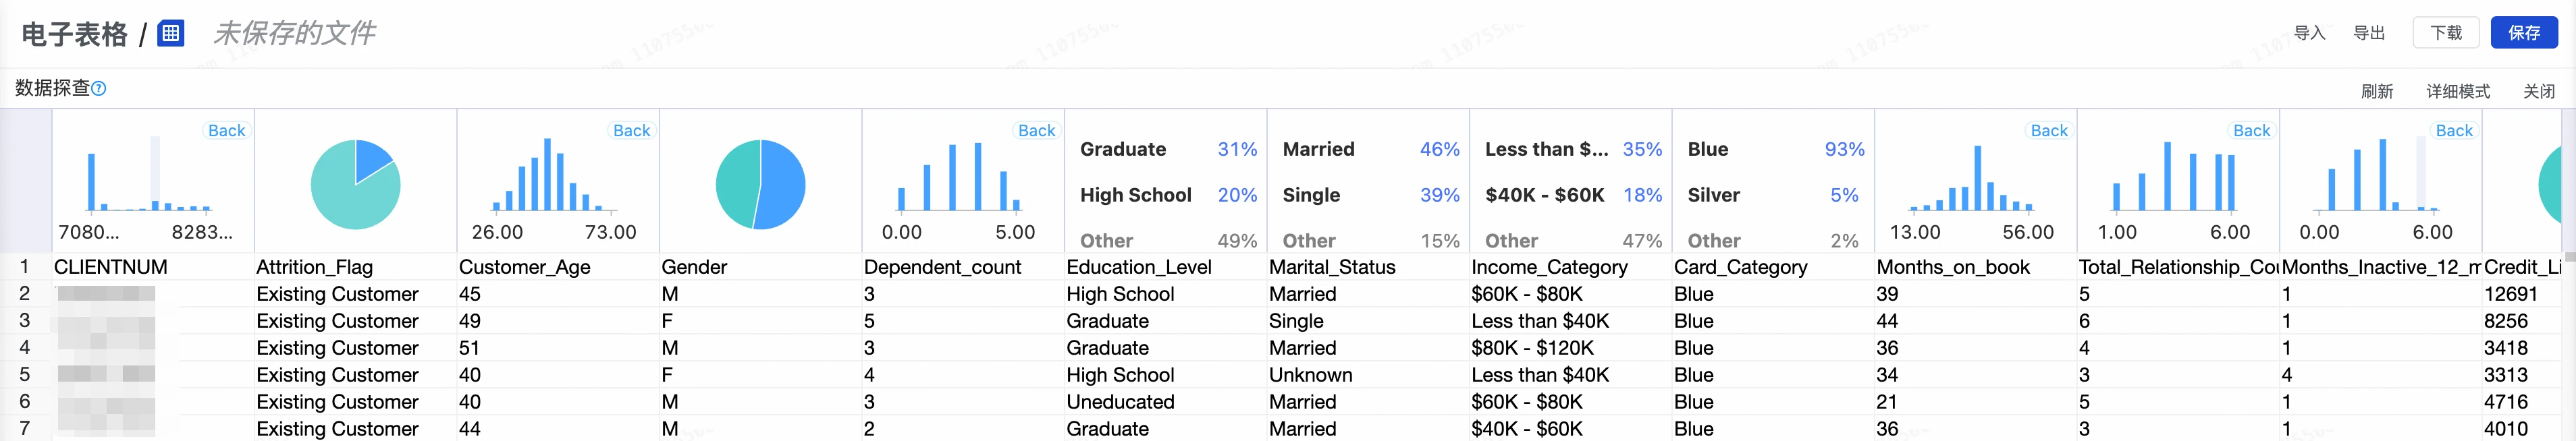 电子表格 / 未保存的文件 导入 导出 下载 保存
数据探查? 刷新 详细模式 关闭
Back Back Back Back Back Back
Graduate 31% Married 46% Less than $... 35% Blue 93%
High School 20% Single 39% $40K - $60K 18% Silver 5%
7080... 8283... 26.00 73.00 0.00 5.00 Other 49% Other 15% Other 47% Other 2% 13.00 56.00 1.00 6.00 0.00 6.00
1 CLIENTNUM Attrition_Flag Customer_Age Gender Dependent_count Education_Level Marital_Status Income_Category Card_Category Months_on_book Total_Relationship_Cou Months_Inactive_12_m Credit_Li
2 Existing Customer 45 M 3 High School Married $60K - $80K Blue 39 5 1 12691
3 Existing Customer 49 F 5 Graduate Single Less than $40K Blue 44 6 1 8256
4 Existing Customer 51 M 3 Graduate Married $80K - $120K Blue 36 4 1 3418
5 Existing Customer 40 F 4 High School Unknown Less than $40K Blue 34 3 4 3313
6 Existing Customer 40 M 3 Uneducated Married $60K - $80K Blue 21 5 1 4716
7 Existing Customer 44 M 2 Graduate Married $40K - $60K Blue 36 3 1 4010